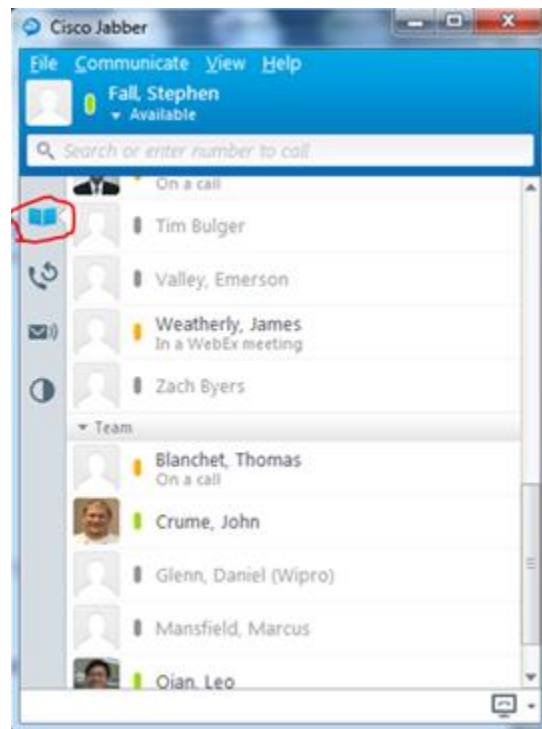 Cisco Jabber
File Communicate View Help
Fall, Stephen
Available
Search or enter number to call
On a call
Tim Bulger
Valley, Emerson
Weatherly, James
In a WebEx meeting
Zach Byers
Team
Blanchet, Thomas
On a call
Crume, John
Glenn, Daniel (Wipro)
Mansfield, Marcus
Qian, Leo